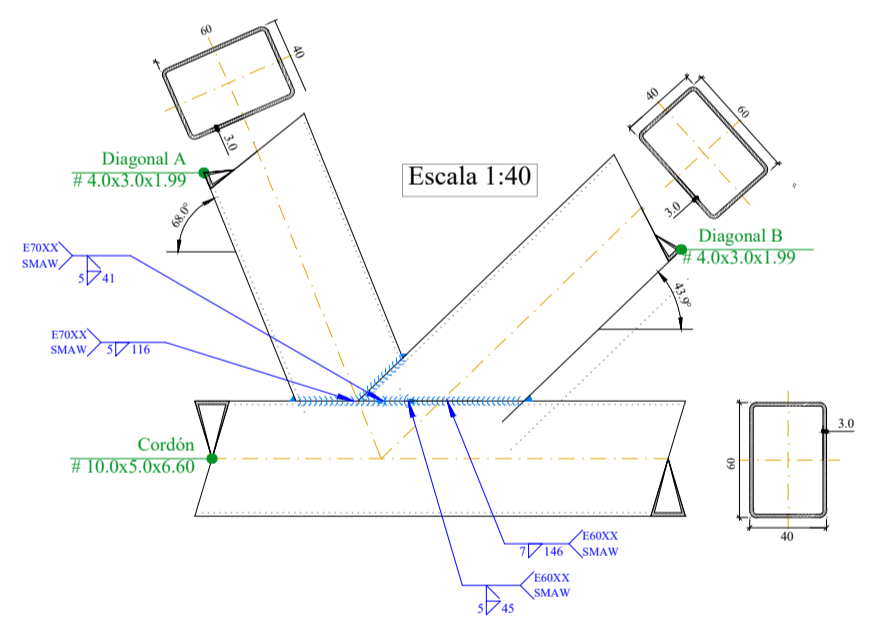 60
40
3.0
Diagonal A
# 4.0x3.0x1.99
68.0°
Escala 1:40
40
60
3.0
Diagonal B
# 4.0x3.0x1.99
43.9°
E70XX
SMAW
5 41
E70XX
SMAW
5 116
Cordón
# 10.0x5.0x6.60
60
3.0
40
E60XX
7 146 SMAW
E60XX
SMAW
5 45